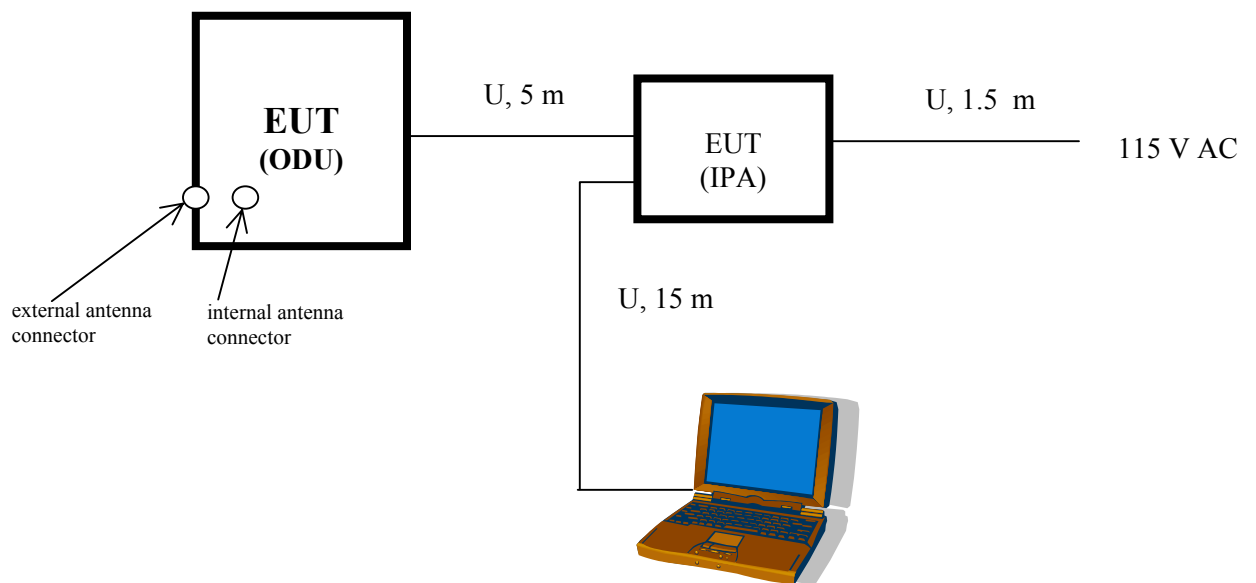 EUT
(ODU)
U, 5 m
EUT
(IPA)
U, 1.5 m
115 V AC
external antenna
connector
internal antenna
connector
U, 15 m